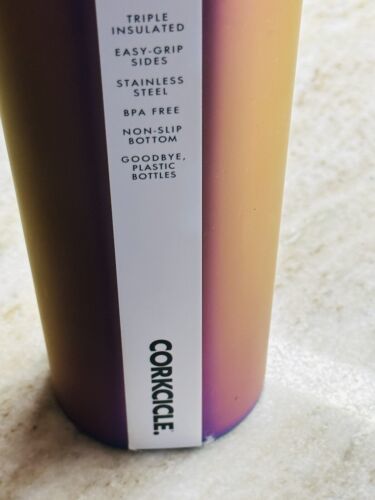 TRIPLE
INSULATED
EASY-GRIP
SIDES
STAINLESS
STEEL
BPA FREE
NON-SLIP
BOTTOM
GOODBYE,
PLASTIC
BOTTLES
CORKCICLE.